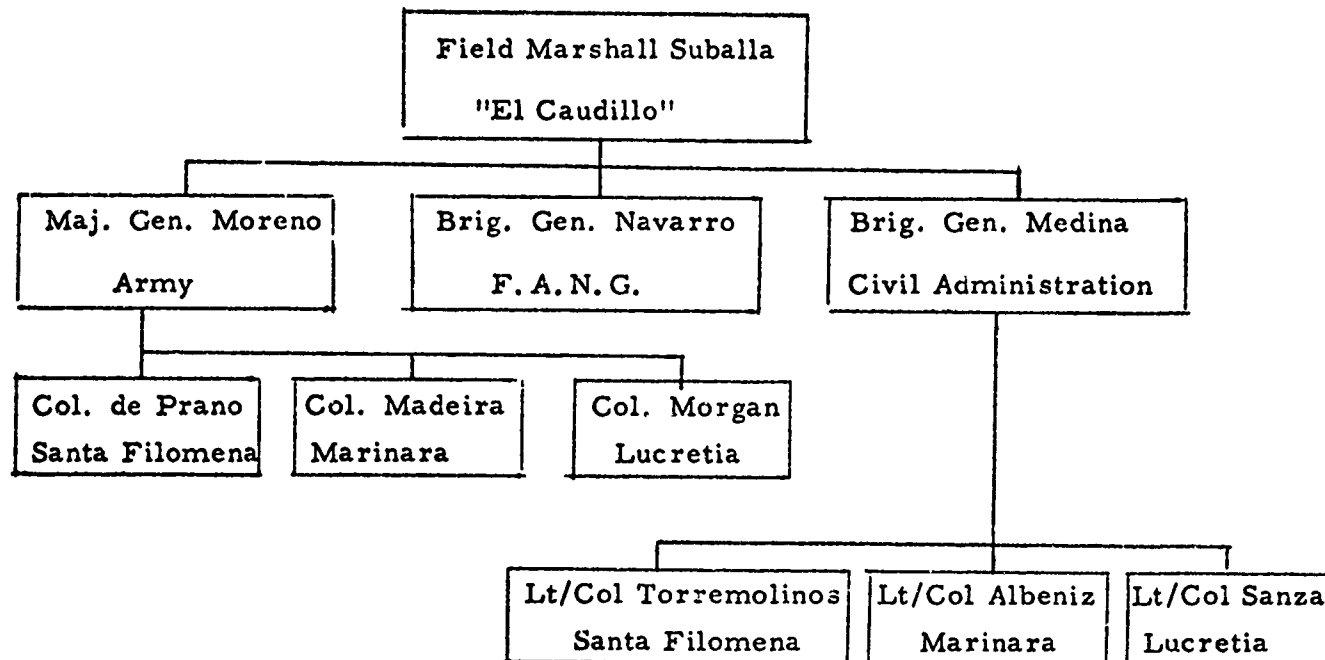 Field Marshall Suballa
"El Caudillo"
Maj. Gen. Moreno
Army
Brig. Gen. Navarro
F. A. N. G.
Brig. Gen. Medina
Civil Administration
Col. de Prano
Santa Filomena
Col. Madeira
Marinara
Col. Morgan
Lucretia
Lt/Col Torremolinos
Santa Filomena
Lt/Col Albeniz
Marinara
Lt/Col Sanza
Lucretia